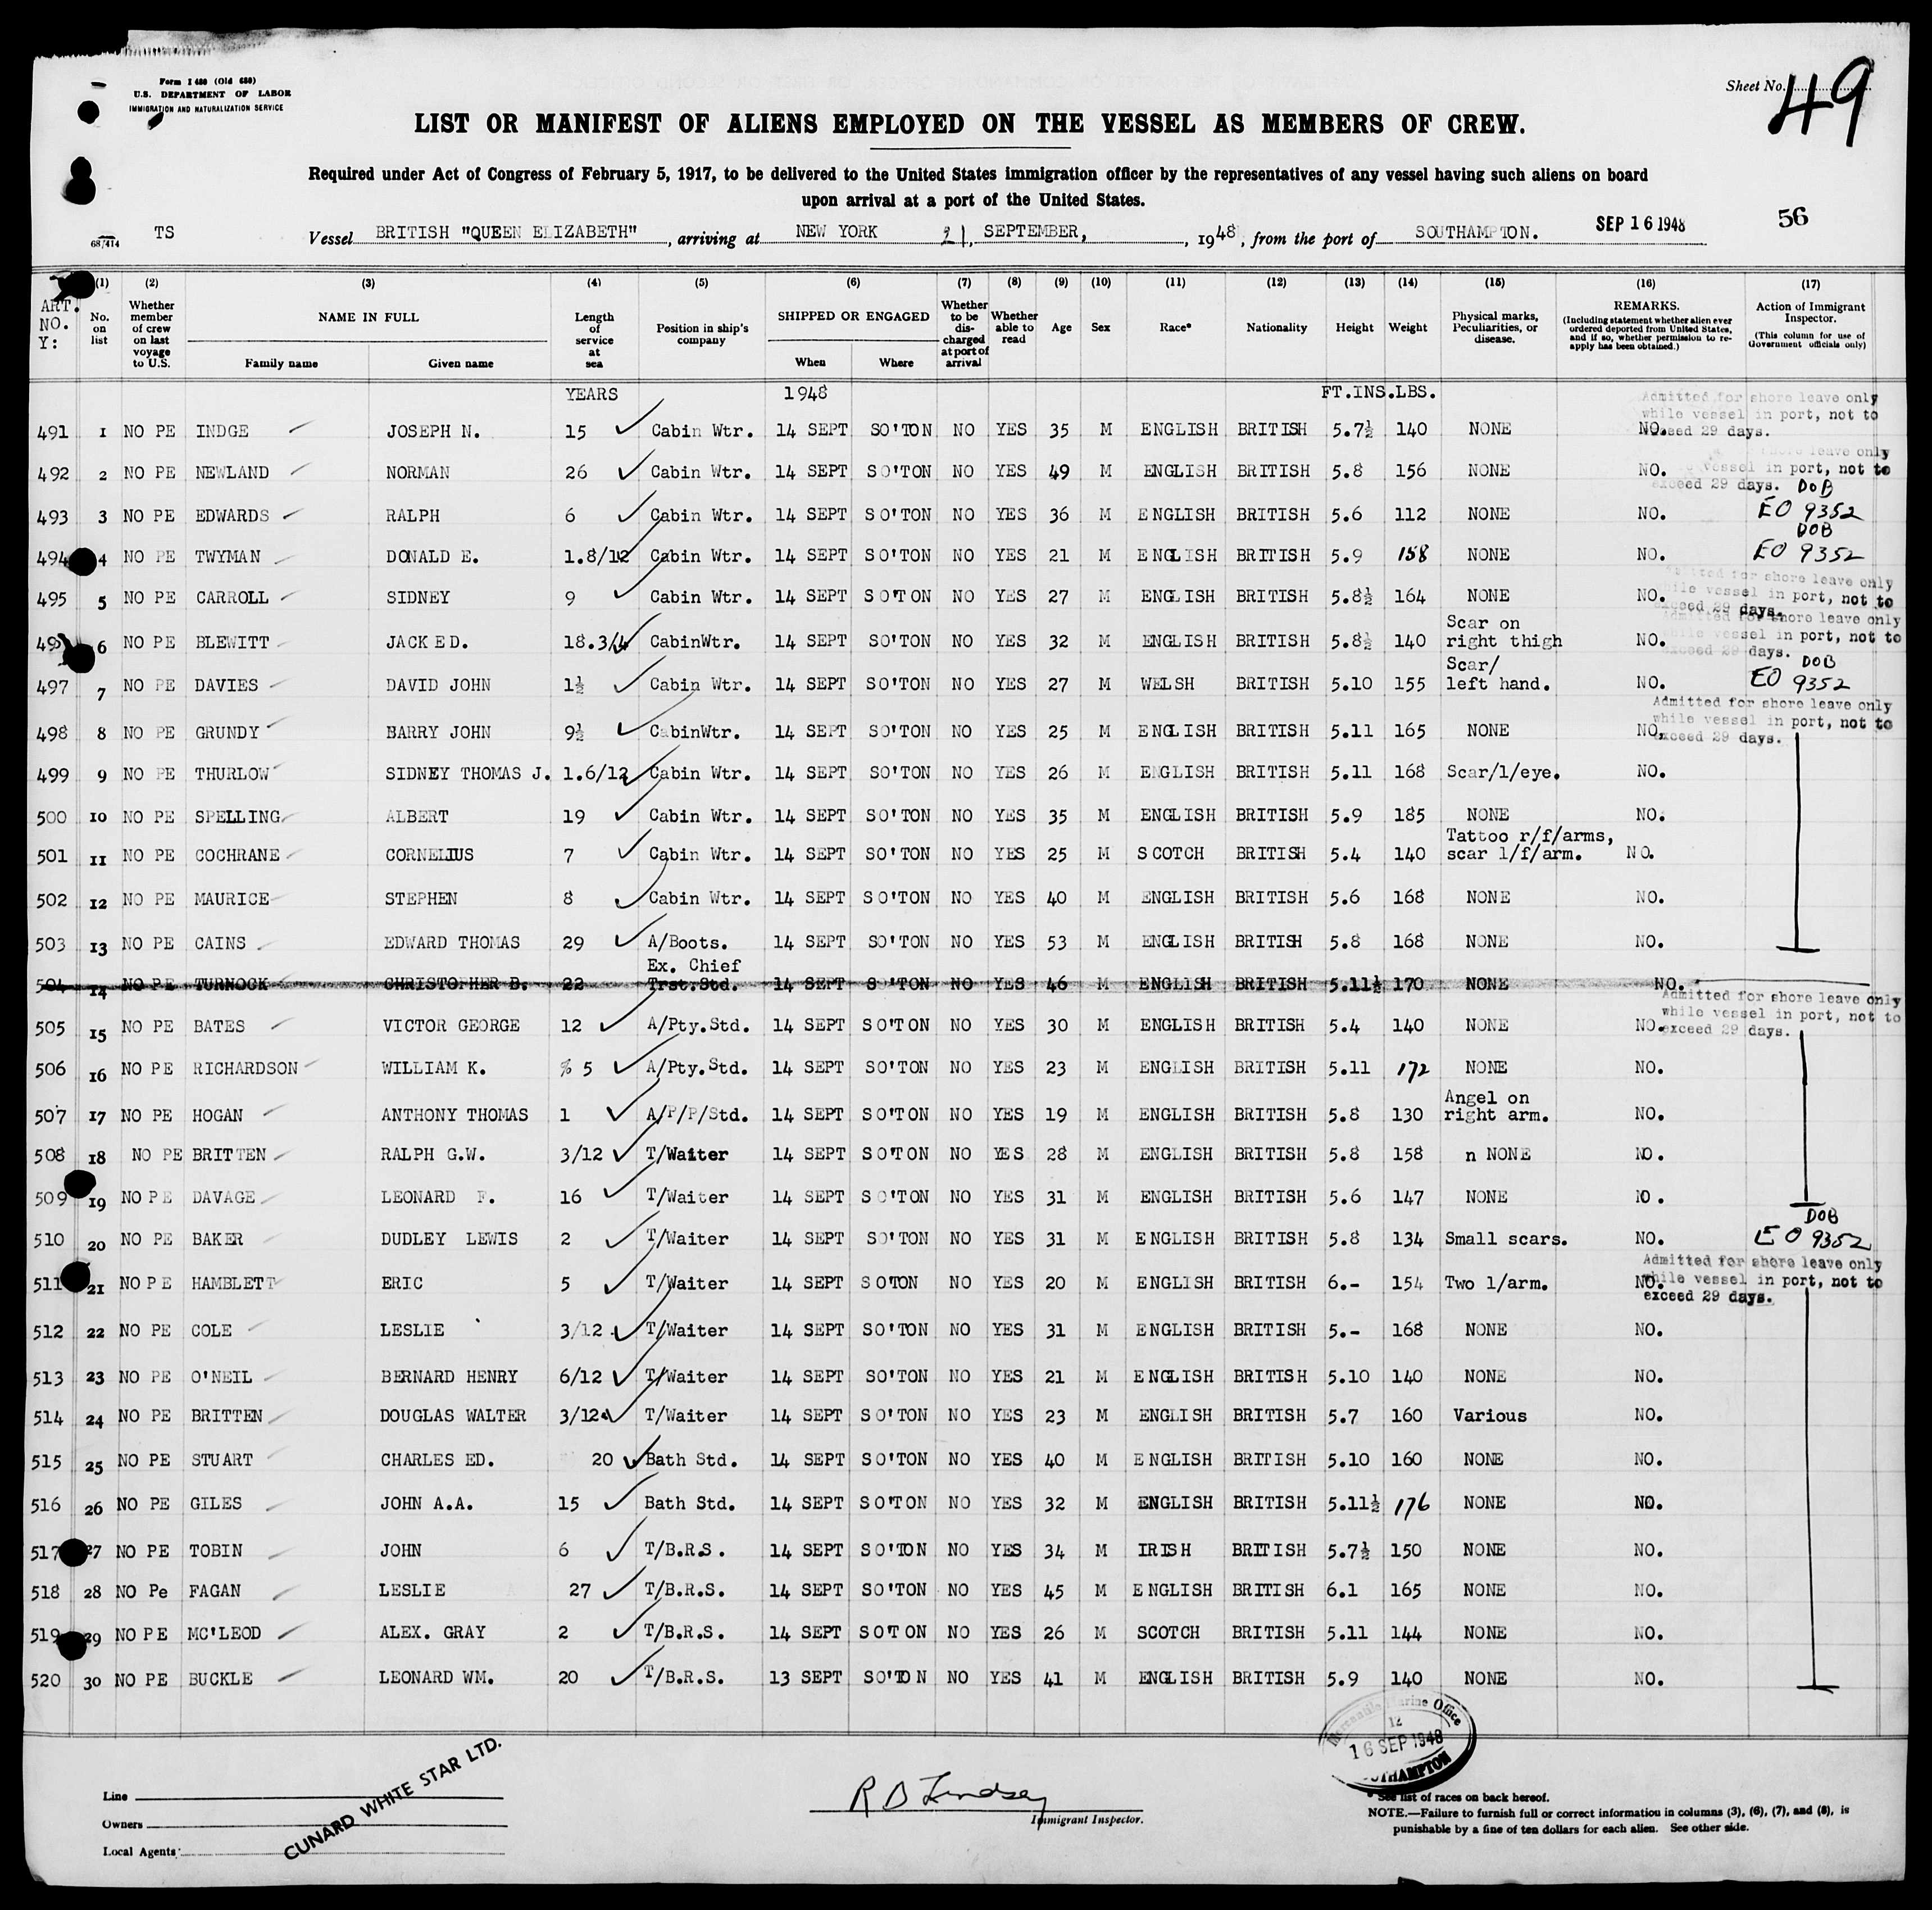 Form I 480 (Old 680)
U.S. DEPARTMENT OF LABOR
IMMIGRATION AND NATURALIZATION SERVICE
Sheet No. 49
LIST OR MANIFEST OF ALIENS EMPLOYED ON THE VESSEL AS MEMBERS OF CREW.
Required under Act of Congress of February 5, 1917, to be delivered to the United States immigration officer by the representatives of any vessel having such aliens on board
upon arrival at a port of the United States.
56
68/414 TS Vessel BRITISH "QUEEN ELIZABETH", arriving at NEW YORK 21, SEPTEMBER, 1948, from the port of SOUTHAMPTON. SEP 16 1948
(1) (2) (3) (4) (5) (6) (7) (8) (9) (10) (11) (12) (13) (14) (15) (16) (17)
ART. NO. Y:
No. on list
Whether member of crew on last voyage to U.S.
NAME IN FULL
Family name Given name
Length of service at sea
Position in ship's company
SHIPPED OR ENGAGED
When Where
Whether to be discharged at port of arrival
Whether able to read
Age
Sex
Race*
Nationality
Height
Weight
Physical marks, Peculiarities, or disease.
REMARKS.
(Including statement whether alien ever ordered deported from United States, and if so, whether permission to re-apply has been obtained.)
Action of Immigrant Inspector.
(This column for use of Government officials only)
YEARS 1948 FT.INS.LBS.
Admitted for shore leave only
while vessel in port, not to
exceed 29 days.
491 1 NO PE INDGE JOSEPH N. 15 Cabin Wtr. 14 SEPT SO'TON NO YES 35 M ENGLISH BRITISH 5.7½ 140 NONE NO.
shore leave only
vessel in port, not to
exceed 29 days.
492 2 NO PE NEWLAND NORMAN 26 Cabin Wtr. 14 SEPT SO'TON NO YES 49 M ENGLISH BRITISH 5.8 156 NONE NO.
493 3 NO PE EDWARDS RALPH 6 Cabin Wtr. 14 SEPT SO'TON NO YES 36 M ENGLISH BRITISH 5.6 112 NONE NO. DOB EO 9352
494 4 NO PE TWYMAN DONALD E. 1.8/12 Cabin Wtr. 14 SEPT SO'TON NO YES 21 M ENGLISH BRITISH 5.9 158 NONE NO. DOB EO 9352
Admitted for shore leave only
while vessel in port, not to
exceed 29 days.
495 5 NO PE CARROLL SIDNEY 9 Cabin Wtr. 14 SEPT SO'TON NO YES 27 M ENGLISH BRITISH 5.8½ 164 NONE NO.
Admitted for shore leave only
while vessel in port, not to
exceed 29 days.
6 NO PE BLEWITT JACK ED. 18.3/4 CabinWtr. 14 SEPT SO'TON NO YES 32 M ENGLISH BRITISH 5.8½ 140 Scar on right thigh NO.
497 7 NO PE DAVIES DAVID JOHN 1½ Cabin Wtr. 14 SEPT SO'TON NO YES 27 M WELSH BRITISH 5.10 155 Scar/ left hand. NO. DOB EO 9352
Admitted for shore leave only
while vessel in port, not to
exceed 29 days.
498 8 NO PE GRUNDY BARRY JOHN 9½ CabinWtr. 14 SEPT SO'TON NO YES 25 M ENGLISH BRITISH 5.11 165 NONE NO.
499 9 NO PE THURLOW SIDNEY THOMAS J. 1.6/12 Cabin Wtr. 14 SEPT SO'TON NO YES 26 M ENGLISH BRITISH 5.11 168 Scar/l/eye. NO.
500 10 NO PE SPELLING ALBERT 19 Cabin Wtr. 14 SEPT SO'TON NO YES 35 M ENGLISH BRITISH 5.9 185 NONE NO.
501 11 NO PE COCHRANE CORNELIUS 7 Cabin Wtr. 14 SEPT SO'TON NO YES 25 M SCOTCH BRITISH 5.4 140 Tattoo r/f/arms, scar l/f/arm. NO.
502 12 NO PE MAURICE STEPHEN 8 Cabin Wtr. 14 SEPT SO'TON NO YES 40 M ENGLISH BRITISH 5.6 168 NONE NO.
503 13 NO PE CAINS EDWARD THOMAS 29 A/Boots. 14 SEPT SO'TON NO YES 53 M ENGLISH BRITISH 5.8 168 NONE NO.
504 14 NO PE TURNOCK CHRISTOPHER B. 22 Ex. Chief Trst.Std. 14 SEPT SO'TON NO YES 46 M ENGLISH BRITISH 5.11½ 170 NONE NO.
Admitted for shore leave only
while vessel in port, not to
exceed 29 days.
505 15 NO PE BATES VICTOR GEORGE 12 A/Pty.Std. 14 SEPT SO'TON NO YES 30 M ENGLISH BRITISH 5.4 140 NONE NO.
506 16 NO PE RICHARDSON WILLIAM K. 5 A/Pty.Std. 14 SEPT SO'TON NO YES 23 M ENGLISH BRITISH 5.11 172 NONE NO.
507 17 NO PE HOGAN ANTHONY THOMAS 1 A/P/P/Std. 14 SEPT SO'TON NO YES 19 M ENGLISH BRITISH 5.8 130 Angel on right arm. NO.
508 18 NO PE BRITTEN RALPH G.W. 3/12 T/Waiter 14 SEPT SO'TON NO YES 28 M ENGLISH BRITISH 5.8 158 n NONE NO.
509 19 NO PE DAVAGE LEONARD F. 16 T/Waiter 14 SEPT SO'TON NO YES 31 M ENGLISH BRITISH 5.6 147 NONE NO.
510 20 NO PE BAKER DUDLEY LEWIS 2 T/Waiter 14 SEPT SO'TON NO YES 31 M ENGLISH BRITISH 5.8 134 Small scars. NO. DOB EO 9352
Admitted for shore leave only
while vessel in port, not to
exceed 29 days.
511 21 NO PE HAMBLETT ERIC 5 T/Waiter 14 SEPT SOTON NO YES 20 M ENGLISH BRITISH 6.- 154 Two l/arm. NO.
512 22 NO PE COLE LESLIE 3/12 T/Waiter 14 SEPT SO'TON NO YES 31 M ENGLISH BRITISH 5.- 168 NONE NO.
513 23 NO PE O'NEIL BERNARD HENRY 6/12 T/Waiter 14 SEPT SO'TON NO YES 21 M ENGLISH BRITISH 5.10 140 NONE NO.
514 24 NO PE BRITTEN DOUGLAS WALTER 3/12 T/Waiter 14 SEPT SO'TON NO YES 23 M ENGLISH BRITISH 5.7 160 Various NO.
515 25 NO PE STUART CHARLES ED. 20 Bath Std. 14 SEPT SO'TON NO YES 40 M ENGLISH BRITISH 5.10 160 NONE NO.
516 26 NO PE GILES JOHN A.A. 15 Bath Std. 14 SEPT SO'TON NO YES 32 M ENGLISH BRITISH 5.11½ 176 NONE NO.
517 27 NO PE TOBIN JOHN 6 T/B.R.S. 14 SEPT SO'TON NO YES 34 M IRISH BRITISH 5.7½ 150 NONE NO.
518 28 NO Pe FAGAN LESLIE 27 T/B.R.S. 14 SEPT SO'TON NO YES 45 M ENGLISH BRITISH 6.1 165 NONE NO.
519 29 NO PE MC'LEOD ALEX. GRAY 2 T/B.R.S. 14 SEPT SO'TON NO YES 26 M SCOTCH BRITISH 5.11 144 NONE NO.
520 30 NO PE BUCKLE LEONARD WM. 20 T/B.R.S. 13 SEPT SO'TON NO YES 41 M ENGLISH BRITISH 5.9 140 NONE NO.
Mercantile Marine Office
12
16 SEP 1948
SOUTHAMPTON
Line
Owners
Local Agents
CUNARD WHITE STAR LTD.
R D Lindsey
Immigrant Inspector.
* See list of races on back hereof.
NOTE.—Failure to furnish full or correct information in columns (3), (6), (7), and (8), is
punishable by a fine of ten dollars for each alien. See other side.